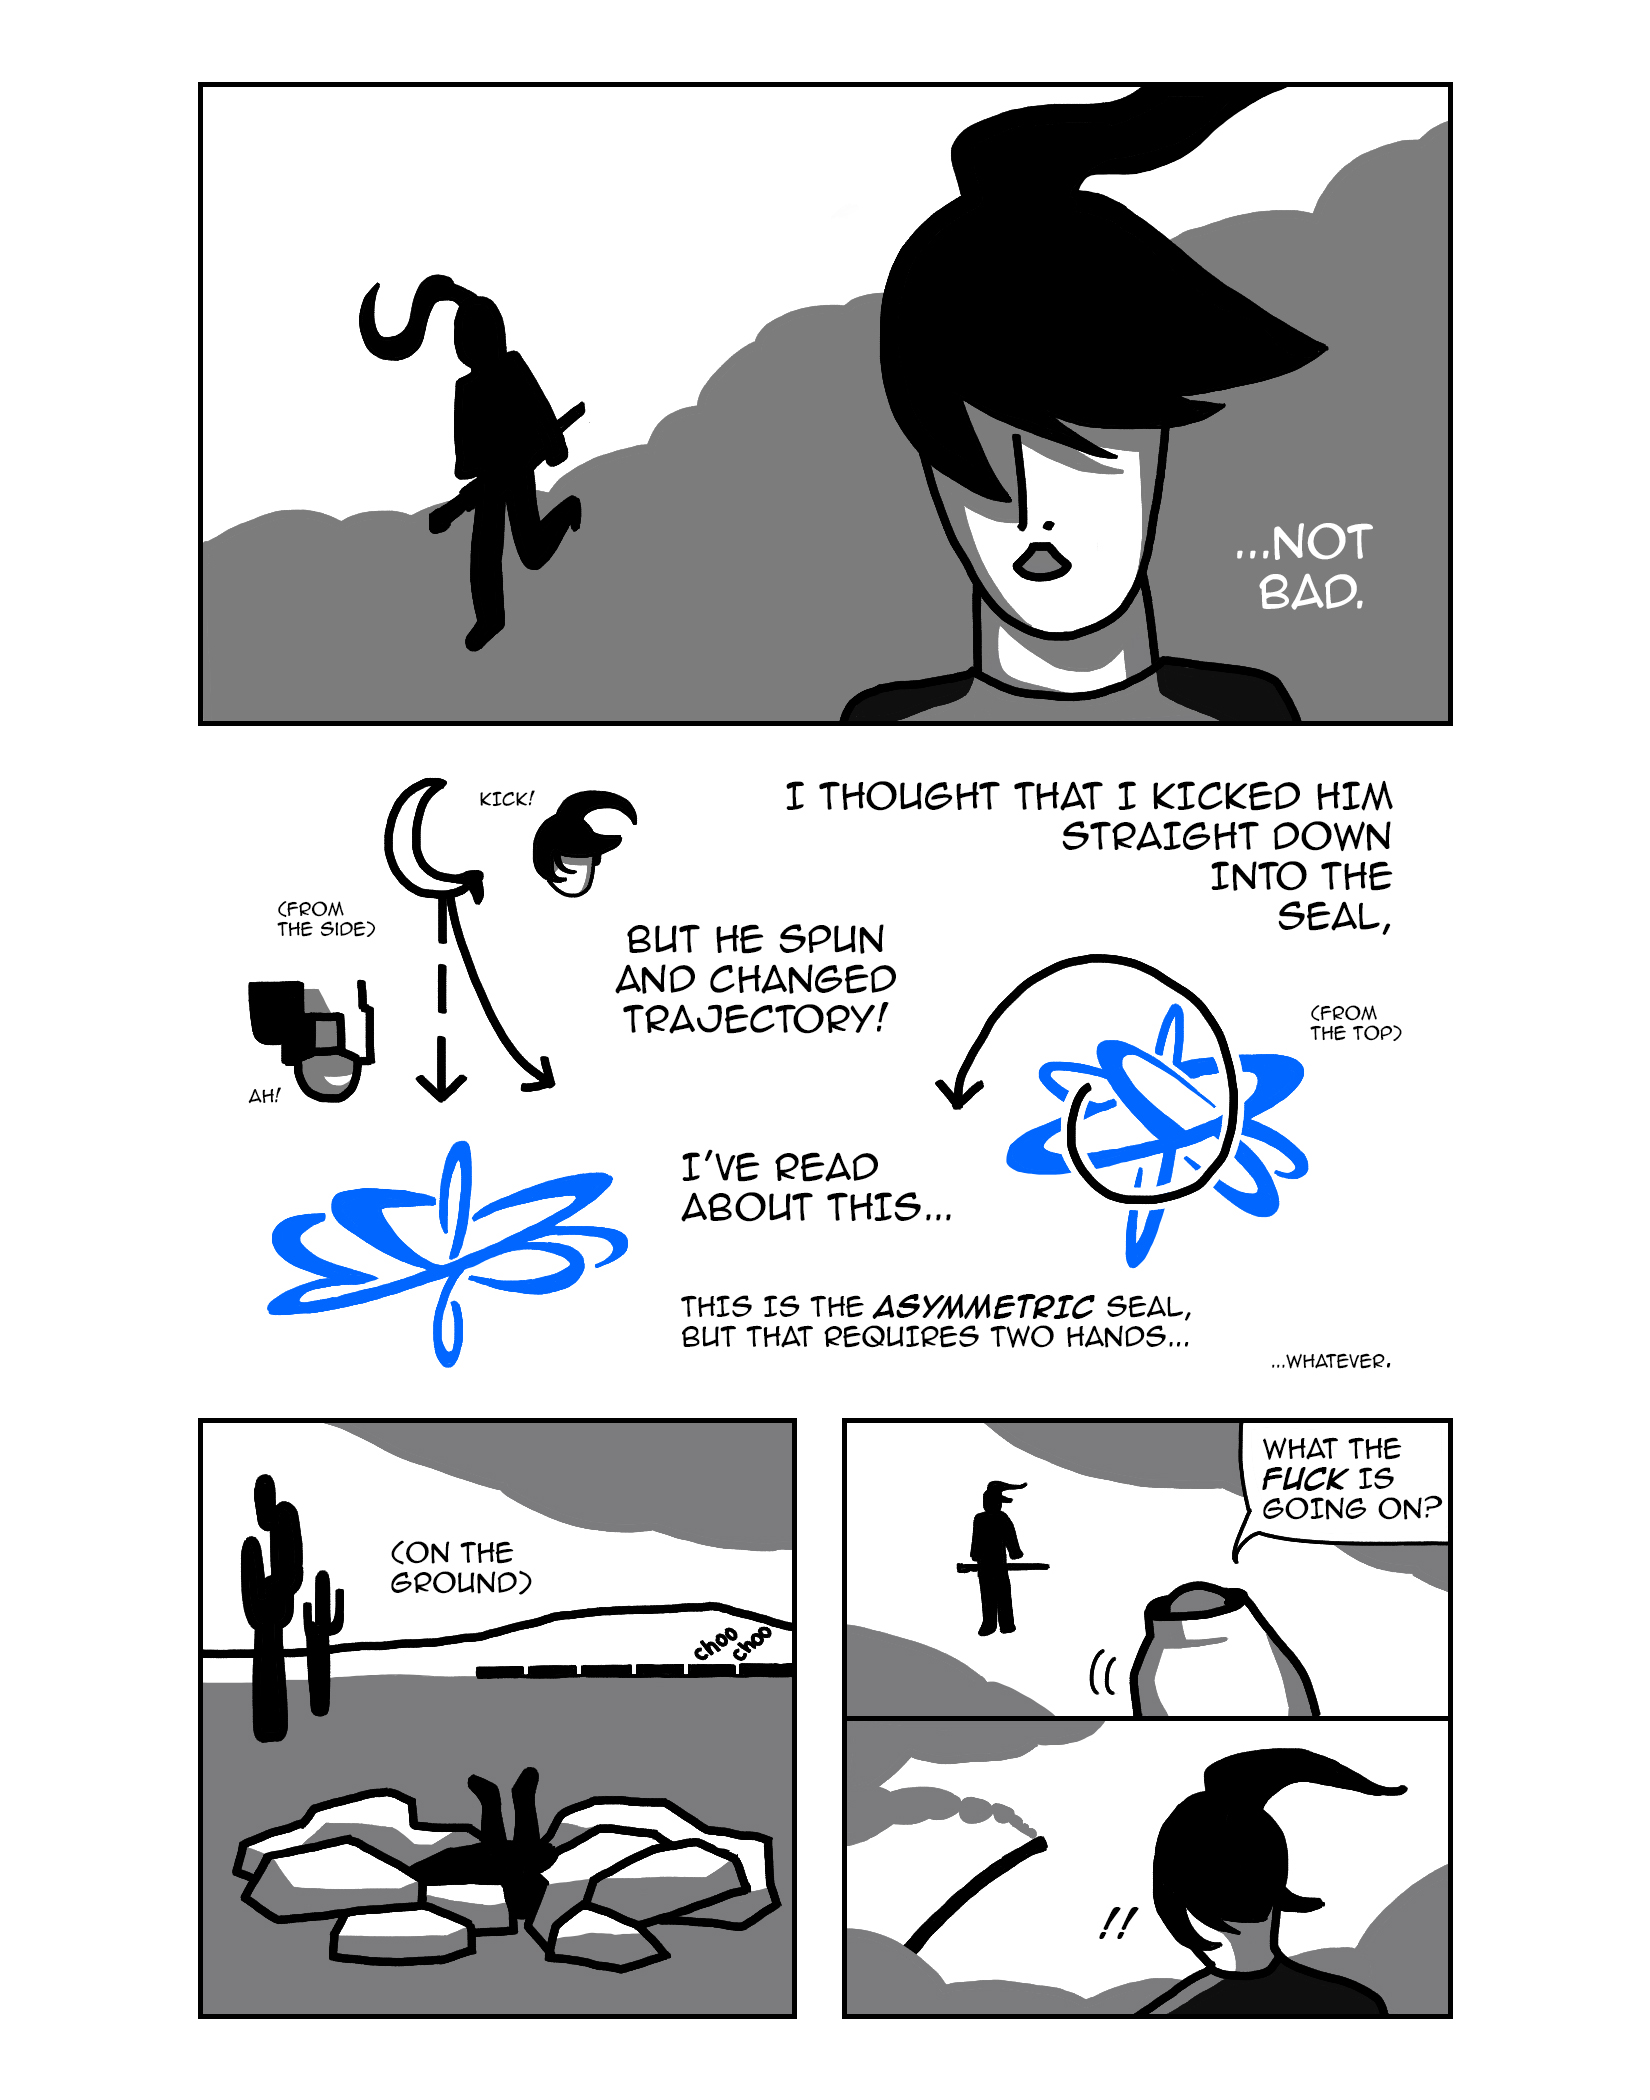 ...NOT
BAD.
KICK!
I THOUGHT THAT I KICKED HIM
STRAIGHT DOWN
INTO THE
SEAL,
(FROM
THE SIDE)
BUT HE SPUN
AND CHANGED
TRAJECTORY!
(FROM
THE TOP)
AH!
I'VE READ
ABOUT THIS...
THIS IS THE ASYMMETRIC SEAL,
BUT THAT REQUIRES TWO HANDS...
...WHATEVER.
(ON THE
GROUND)
choo
choo
WHAT THE
FUCK IS
GOING ON?
!!